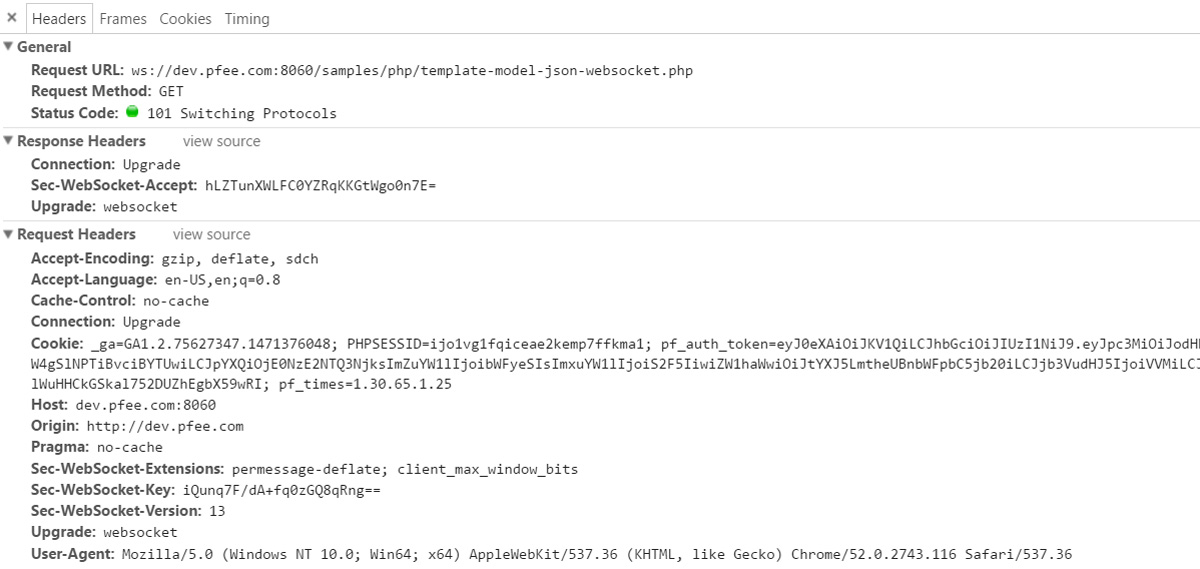 × Headers Frames Cookies Timing
▼ General
Request URL: ws://dev.pfee.com:8060/samples/php/template-model-json-websocket.php
Request Method: GET
Status Code: 101 Switching Protocols
▼ Response Headers view source
Connection: Upgrade
Sec-WebSocket-Accept: hLZTunXWLFC0YZRqKKGtWgo0n7E=
Upgrade: websocket
▼ Request Headers view source
Accept-Encoding: gzip, deflate, sdch
Accept-Language: en-US,en;q=0.8
Cache-Control: no-cache
Connection: Upgrade
Cookie: _ga=GA1.2.75627347.1471376048; PHPSESSID=ijo1vg1fqiceae2kemp7ffkma1; pf_auth_token=eyJ0eXAiOiJKV1QiLCJhbGciOiJIUzI1NiJ9.eyJpc3MiOiJodH
W4gSlNPTiBvciBYTUwiLCJpYXQiOjE0NzE2NTQ3NjksImZuYW1lIjoibWFyeSIsImxuYW1lIjoiS2F5IiwiZW1haWwiOiJtYXJ5LmtheUBnbWFpbC5jb20iLCJjb3VudHJ5IjoiVVMiLCJ
lWuHHCkGSkal752DUZhEgbX59wRI; pf_times=1.30.65.1.25
Host: dev.pfee.com:8060
Origin: http://dev.pfee.com
Pragma: no-cache
Sec-WebSocket-Extensions: permessage-deflate; client_max_window_bits
Sec-WebSocket-Key: iQunq7F/dA+fq0zGQ8qRng==
Sec-WebSocket-Version: 13
Upgrade: websocket
User-Agent: Mozilla/5.0 (Windows NT 10.0; Win64; x64) AppleWebKit/537.36 (KHTML, like Gecko) Chrome/52.0.2743.116 Safari/537.36